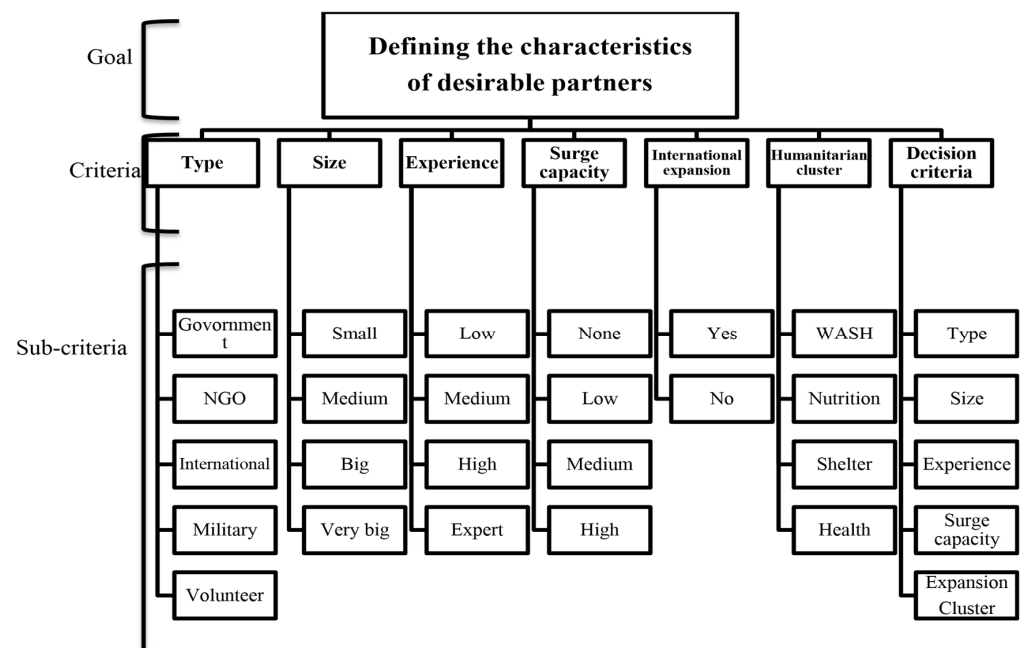 Goal
Defining the characteristics
of desirable partners
Criteria
Type
Size
Experience
Surge
capacity
International
expansion
Humanitarian
cluster
Decision
criteria
Sub-criteria
Govornmen
t
Small
Low
None
Yes
WASH
Type
NGO
Medium
Medium
Low
No
Nutrition
Size
International
Big
High
Medium
Shelter
Experience
Military
Very big
Expert
High
Health
Surge
capacity
Volunteer
Expansion
Cluster